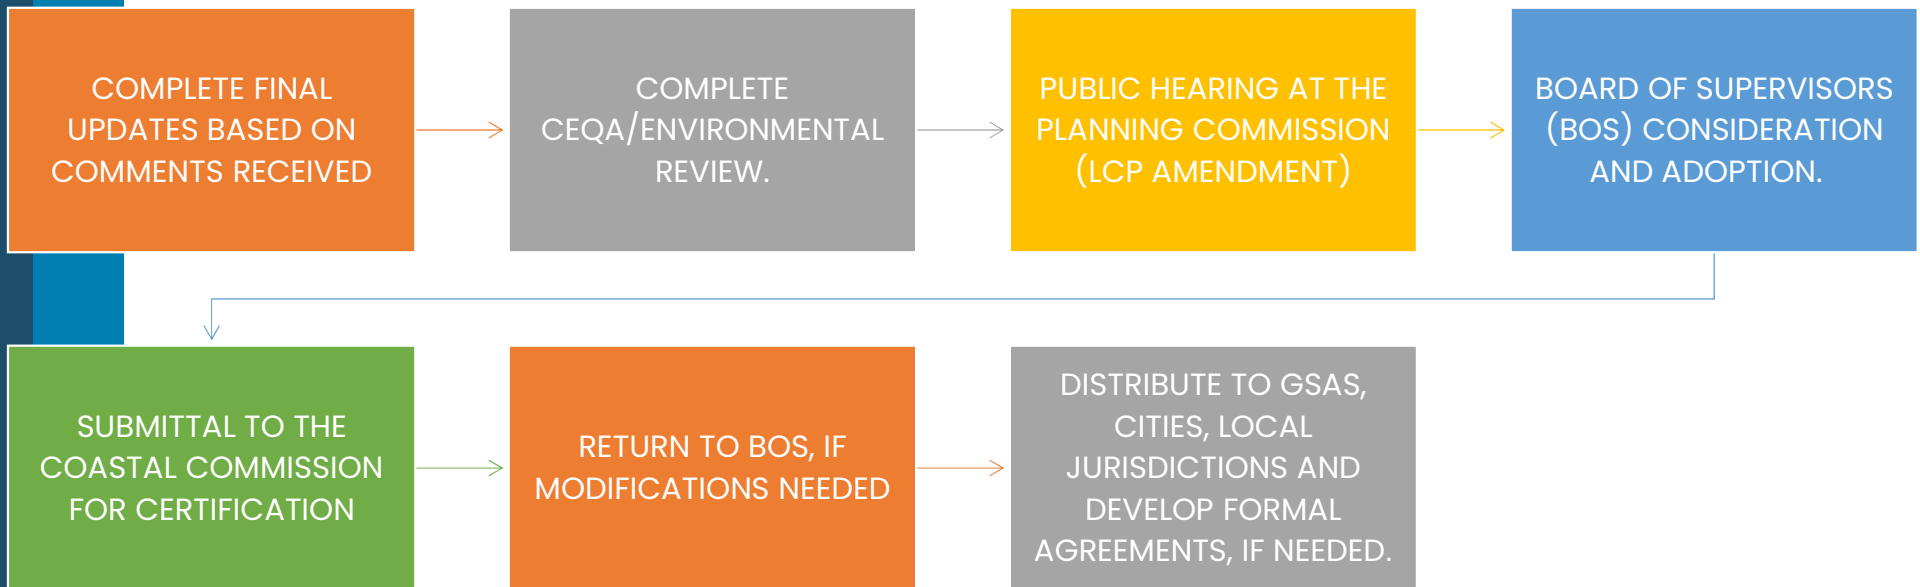 COMPLETE FINAL
UPDATES BASED ON
COMMENTS RECEIVED
COMPLETE
CEQA/ENVIRONMENTAL
REVIEW.
PUBLIC HEARING AT THE
PLANNING COMMISSION
(LCP AMENDMENT)
BOARD OF SUPERVISORS
(BOS) CONSIDERATION
AND ADOPTION.
SUBMITTAL TO THE
COASTAL COMMISSION
FOR CERTIFICATION
RETURN TO BOS, IF
MODIFICATIONS NEEDED
DISTRIBUTE TO GSAS,
CITIES, LOCAL
JURISDICTIONS AND
DEVELOP FORMAL
AGREEMENTS, IF NEEDED.